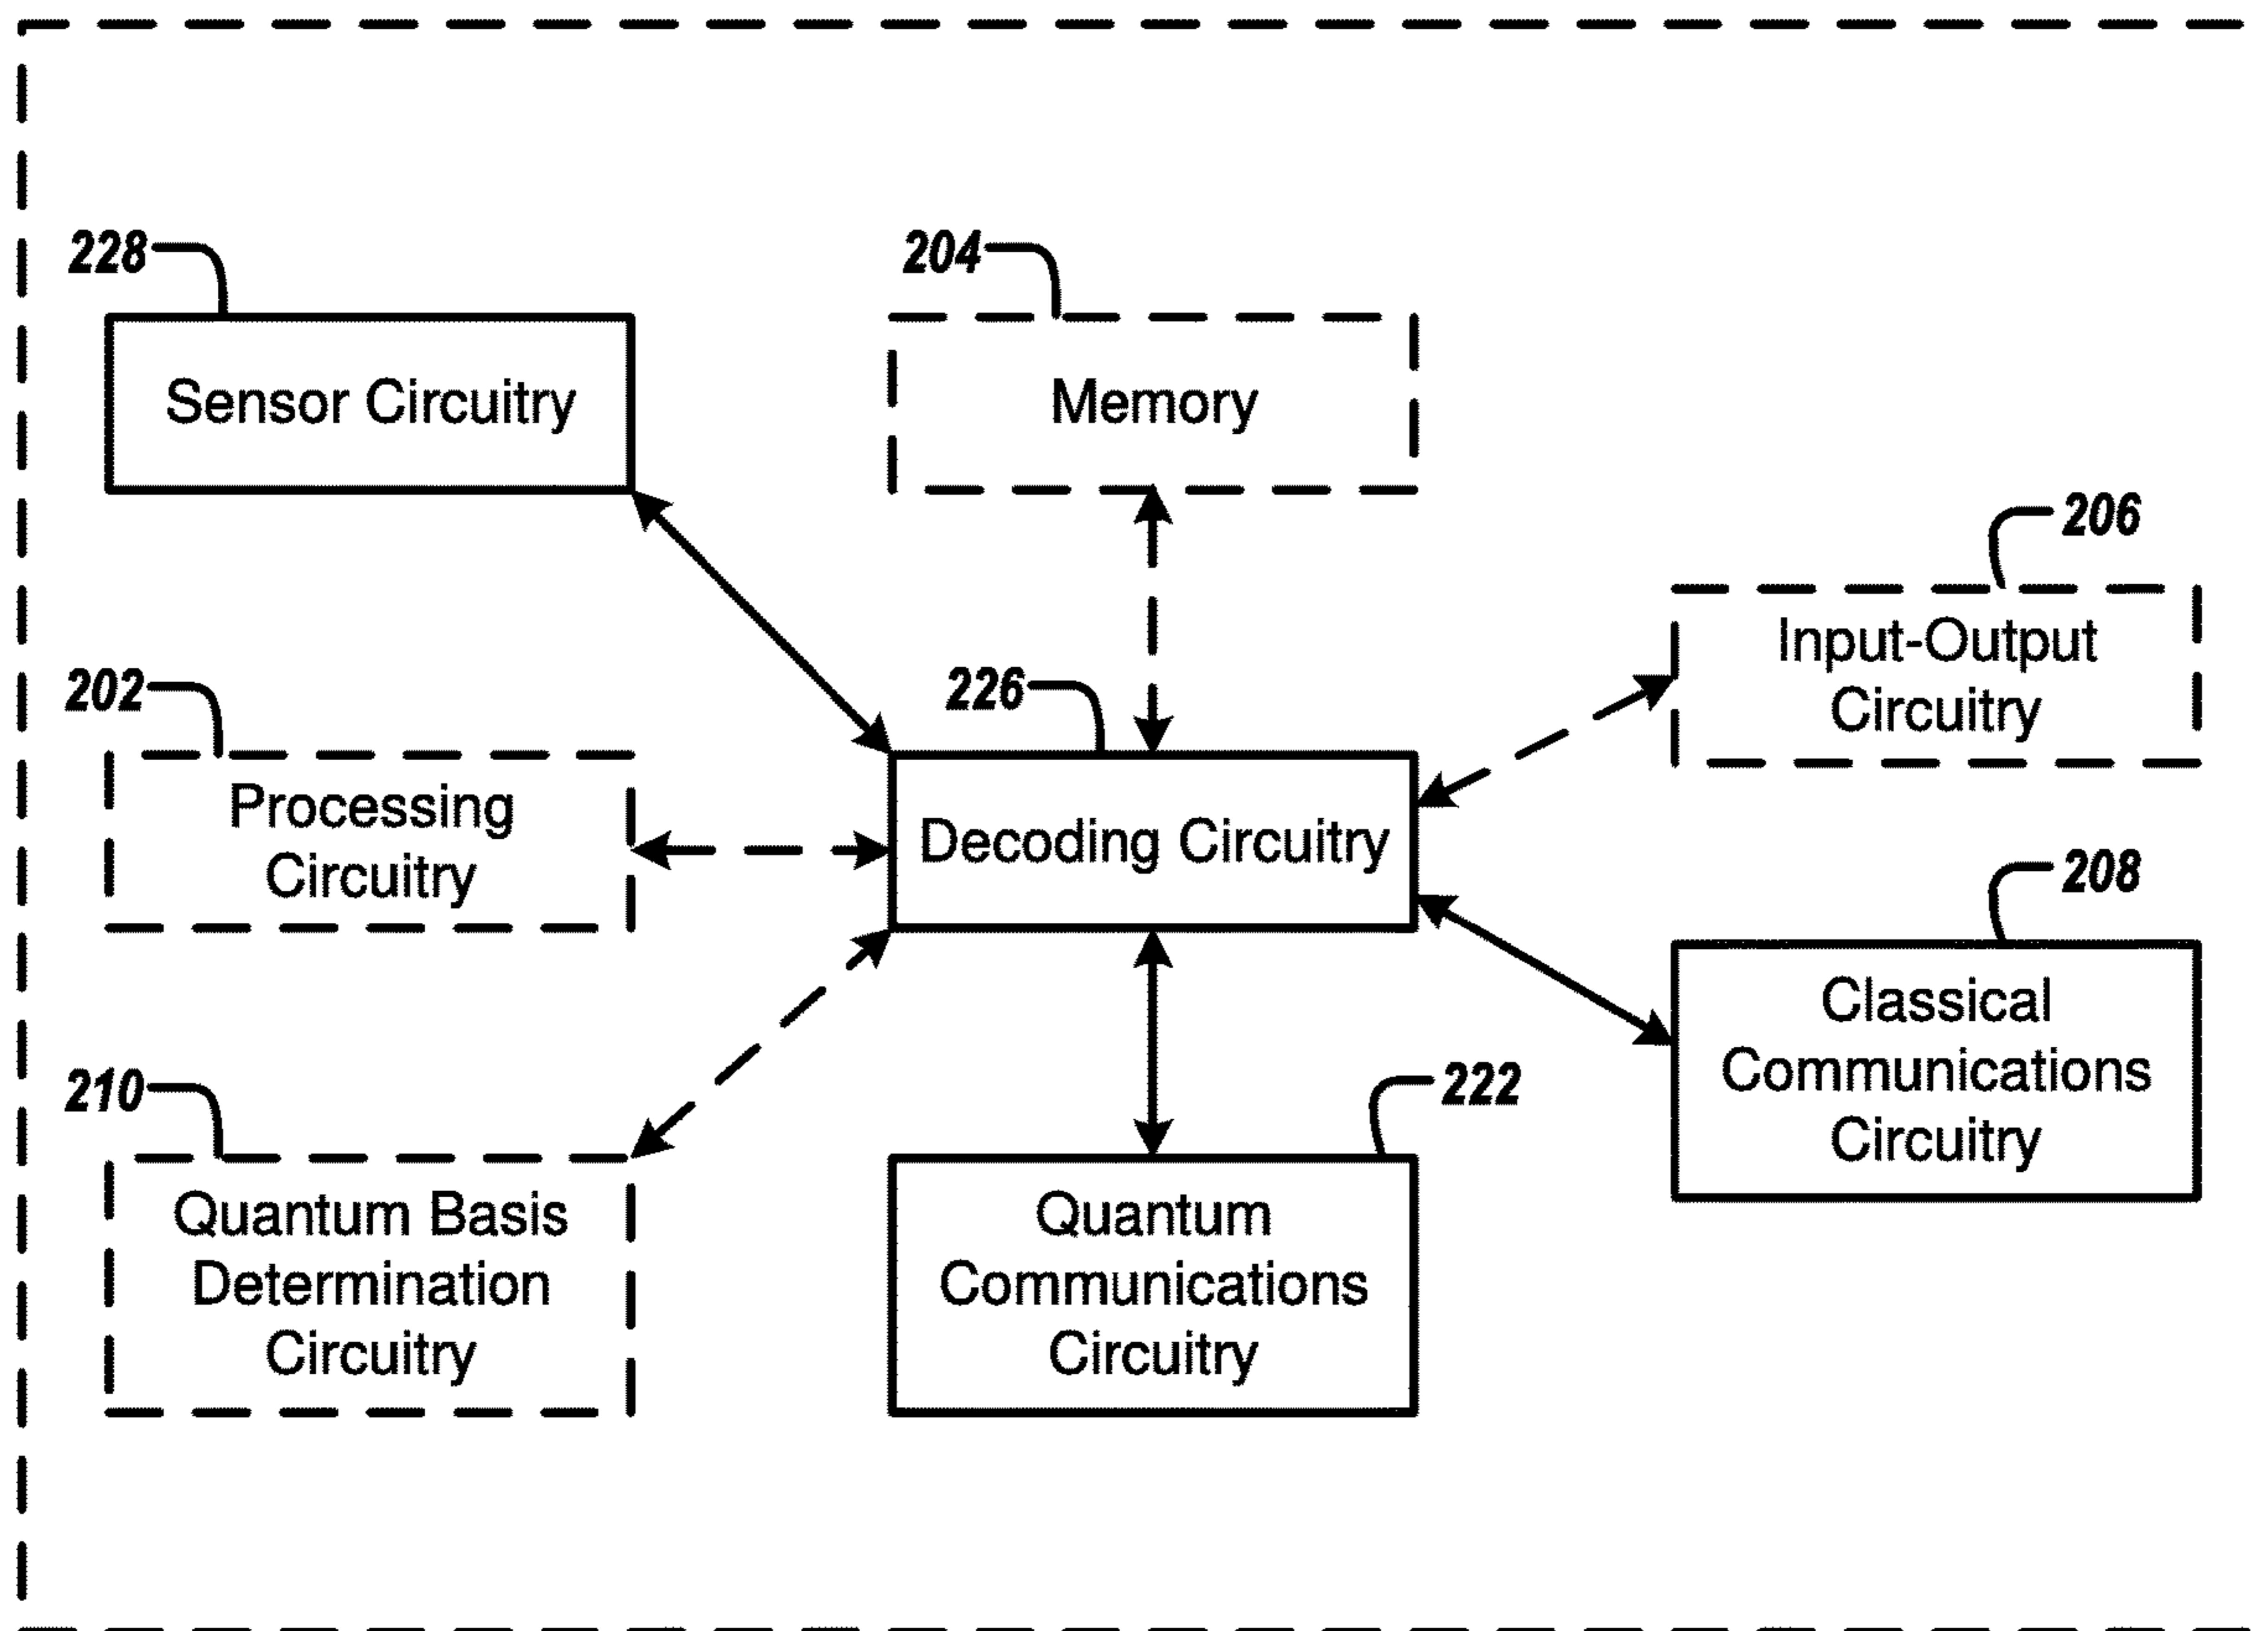 228
204
Sensor Circuitry
Memory
206
Input-Output
Circuitry
202
226
Processing
Circuitry
Decoding Circuitry
208
Classical
Communications
Circuitry
210
222
Quantum Basis
Determination
Circuitry
Quantum
Communications
Circuitry